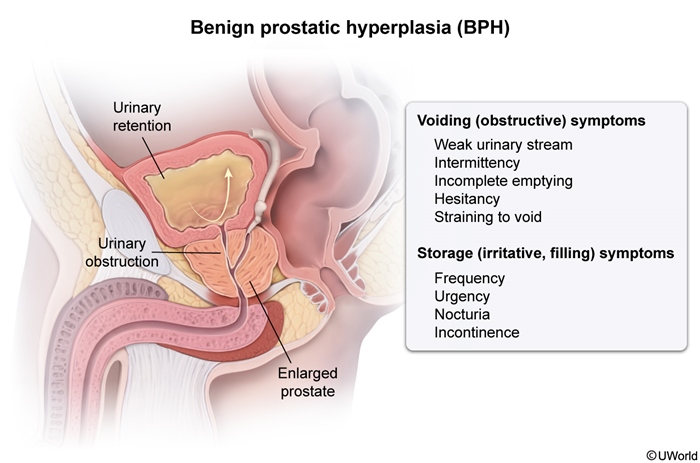 Benign prostatic hyperplasia (BPH)
Urinary
retention
Urinary
obstruction
Enlarged
prostate
Voiding (obstructive) symptoms
Weak urinary stream
Intermittency
Incomplete emptying
Hesitancy
Straining to void
Storage (irritative, filling) symptoms
Frequency
Urgency
Nocturia
Incontinence
©UWorld